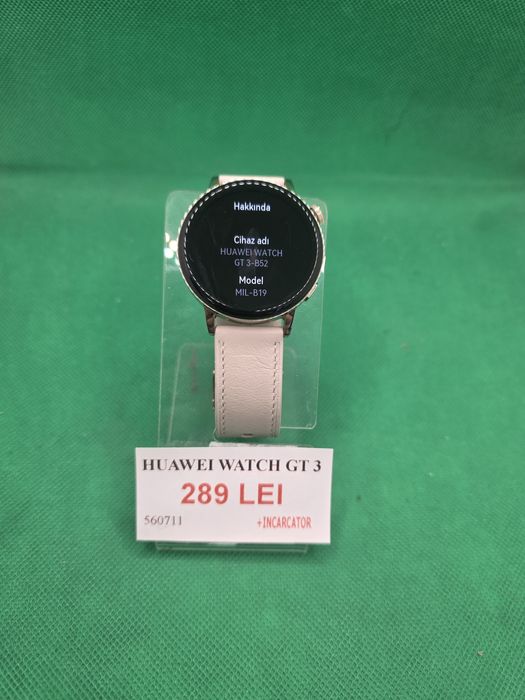 Hakkında
Cihaz adı
HUAWEI WATCH
GT 3-B52
Model
MIL-B19
HUAWEI WATCH GT 3
289 LEI
560711
+INCARCATOR